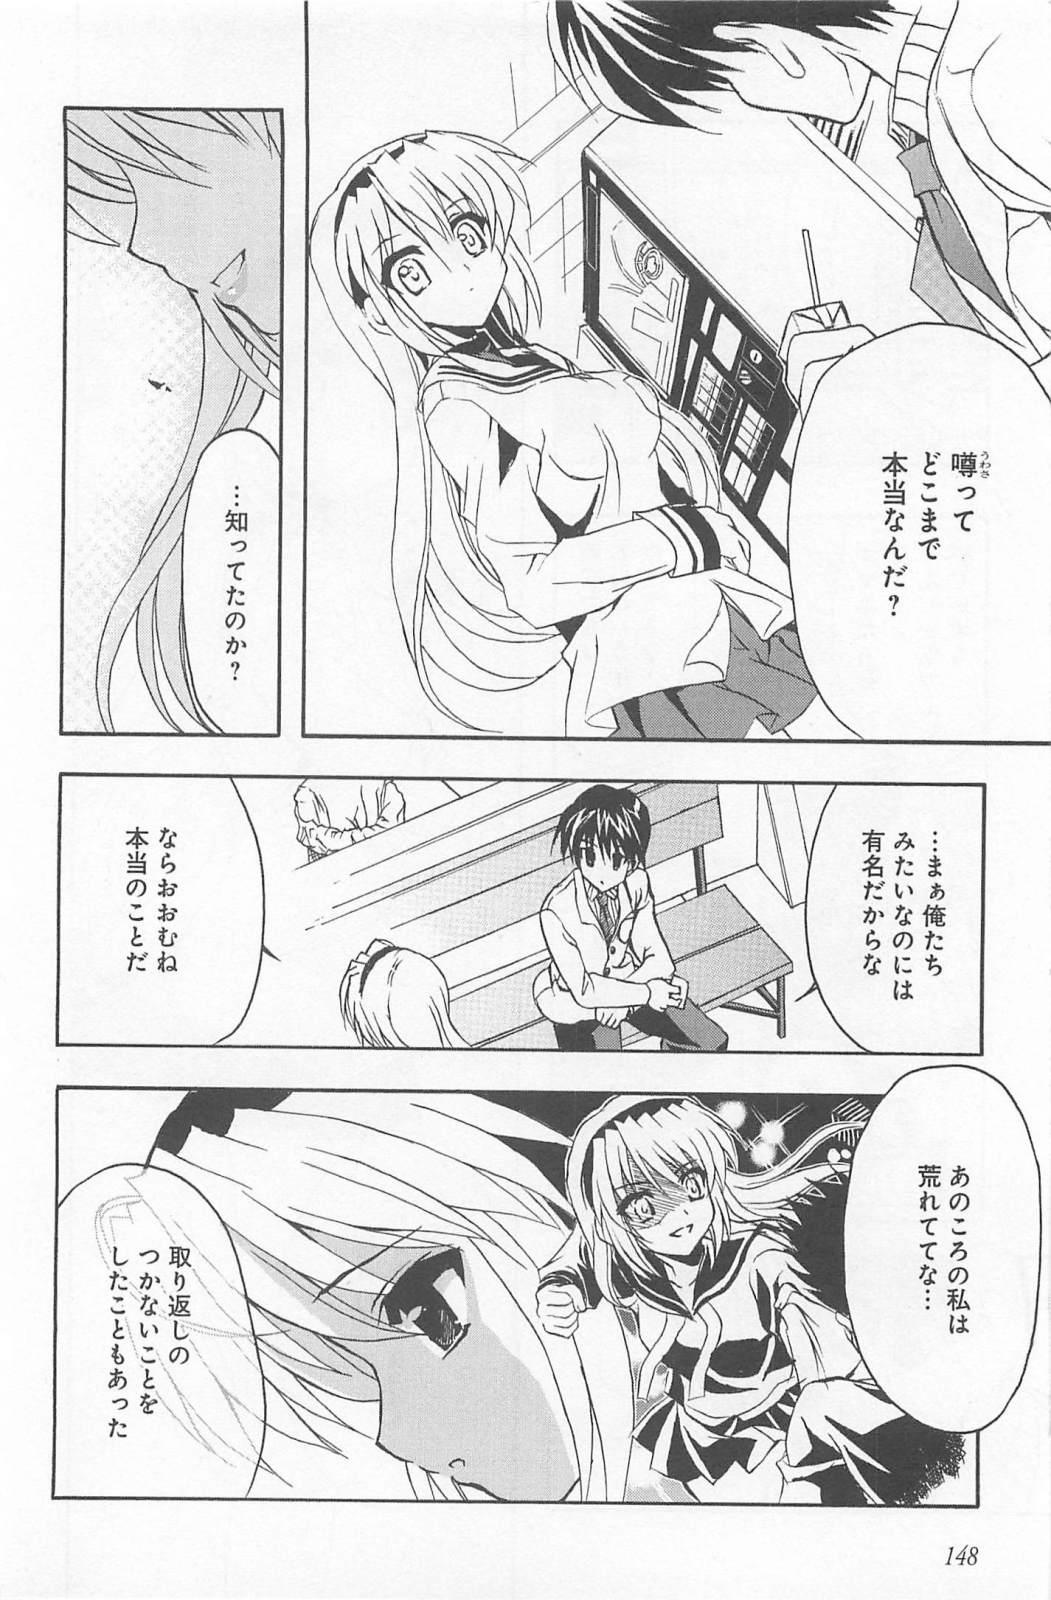 噂って
どこまで
本当なんだ?
うわさ
…知ってたのか?
…まぁ俺たち
みたいなのには
有名だからな
ならおおむね
本当のことだ
あのころの私は
荒れててな…
取り返しの
つかないことを
したこともあった
148